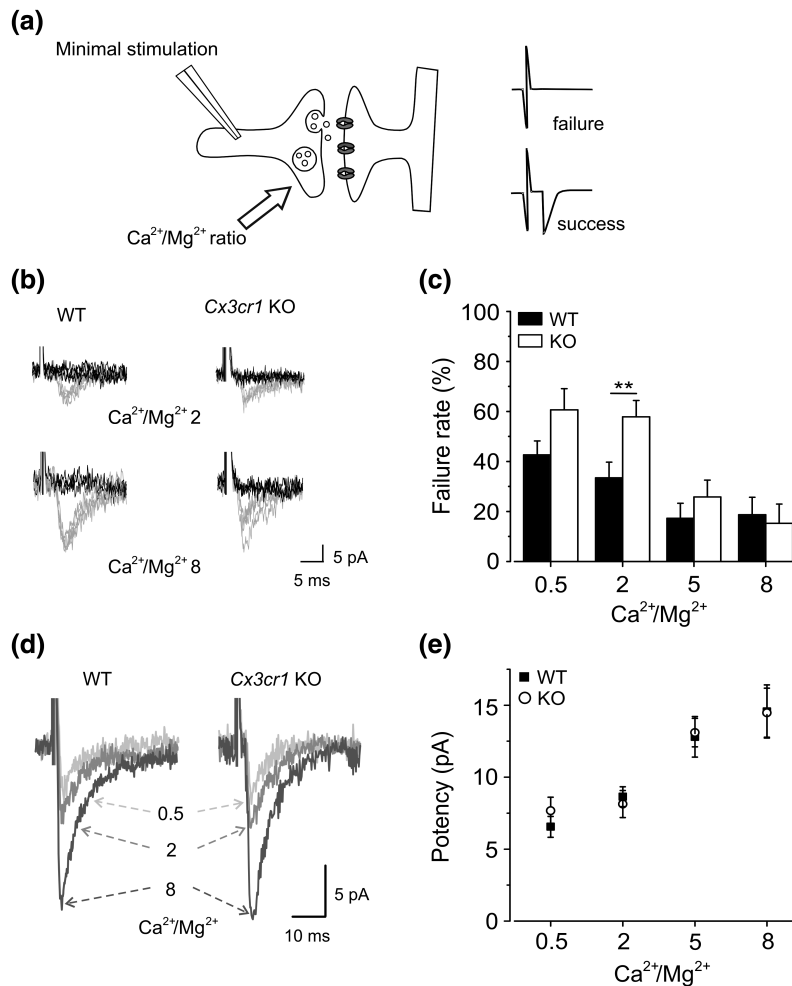 (a)
Minimal stimulation
failure
success
Ca²⁺/Mg²⁺ ratio
(b)
WT
Cx3cr1 KO
Ca²⁺/Mg²⁺ 2
Ca²⁺/Mg²⁺ 8
5 pA
5 ms
(c)
WT
KO
**
Failure rate (%)
100
80
60
40
20
0
0.5 2 5 8
Ca²⁺/Mg²⁺
(d)
WT
Cx3cr1 KO
0.5
2
8
Ca²⁺/Mg²⁺
5 pA
10 ms
(e)
WT
KO
Potency (pA)
15
10
5
0
0.5 2 5 8
Ca²⁺/Mg²⁺